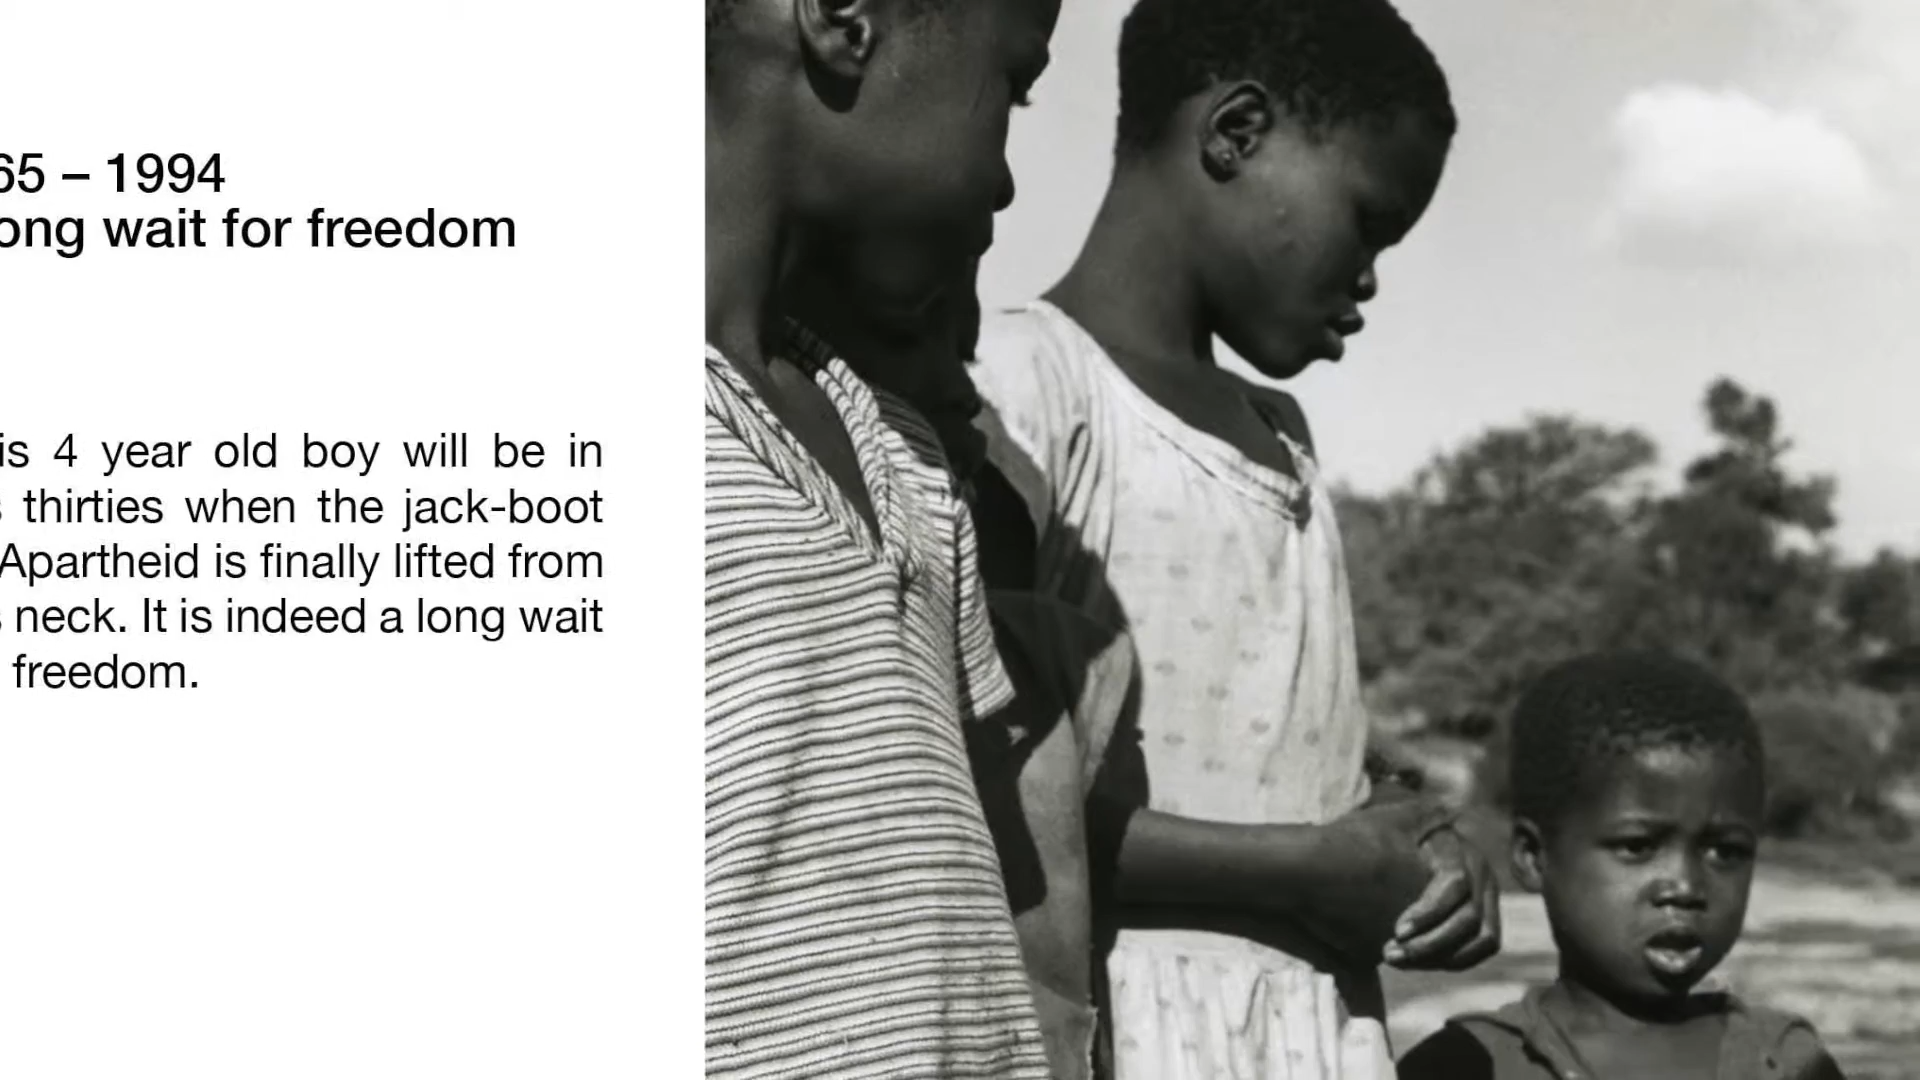 65 – 1994
ong wait for freedom
is 4 year old boy will be in
s thirties when the jack-boot
Apartheid is finally lifted from
s neck. It is indeed a long wait
freedom.